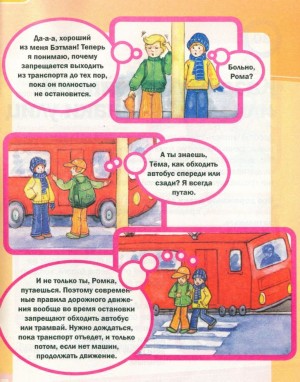 Да-а-а, хороший
из меня Бэтман! Теперь
я понимаю, почему
запрещается выходить
из транспорта до тех пор,
пока он полностью
не остановится.
Больно,
Рома?
А ты знаешь,
Тёма, как обходить
автобус спереди или
сзади? Я всегда
путаю.
И не только ты, Ромка,
путаешься. Поэтому современные
правила дорожного движе-
ния вообще во время остановки
запрещают обходить автобус
или трамвай. Нужно дождаться,
пока транспорт отъедет, и только
потом, если нет машин,
продолжать движение.